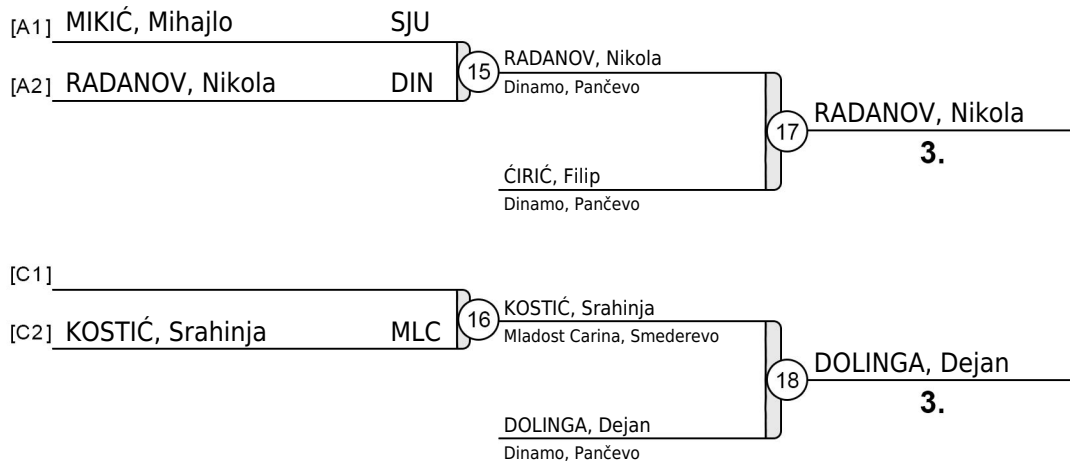 [A1] MIKIĆ, Mihajlo SJU
[A2] RADANOV, Nikola DIN
15
RADANOV, Nikola
Dinamo, Pančevo
ĆIRIĆ, Filip
Dinamo, Pančevo
17
RADANOV, Nikola
3.
[C1]
[C2] KOSTIĆ, Srahinja MLC
16
KOSTIĆ, Srahinja
Mladost Carina, Smederevo
DOLINGA, Dejan
Dinamo, Pančevo
18
DOLINGA, Dejan
3.